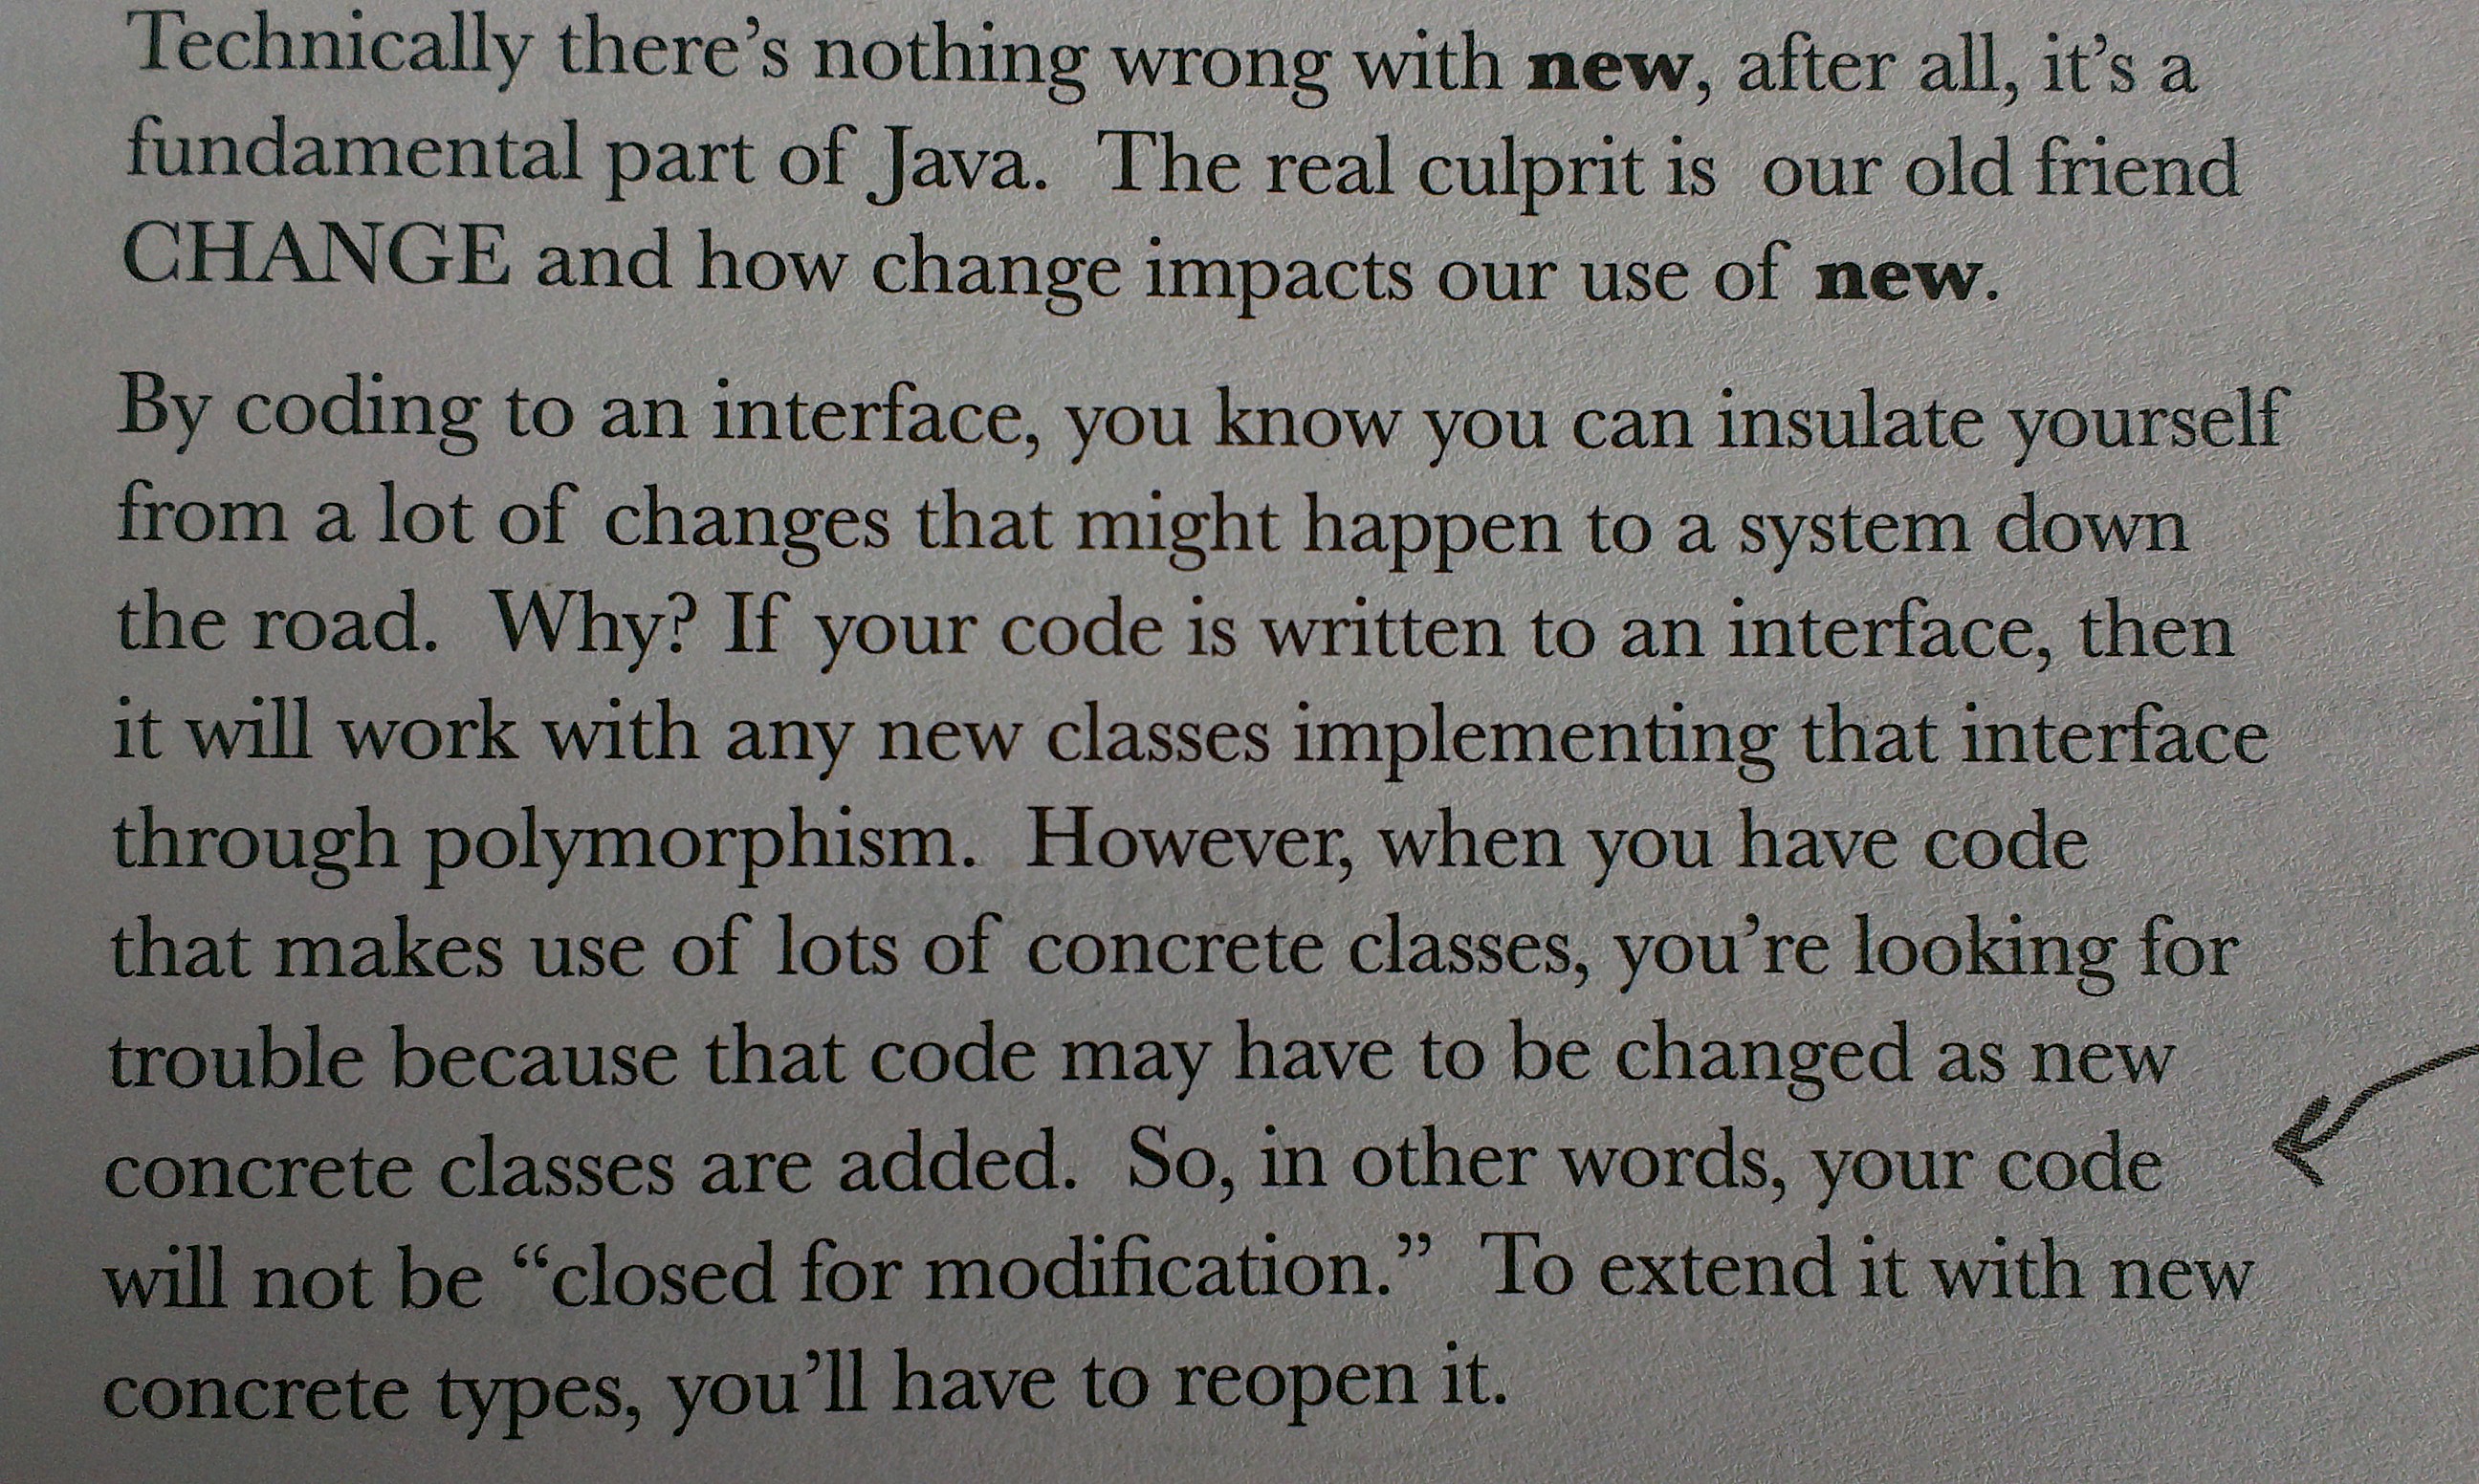 Technically there’s nothing wrong with new, after all, it’s a
fundamental part of Java.  The real culprit is  our old friend
CHANGE and how change impacts our use of new.
By coding to an interface, you know you can insulate yourself
from a lot of changes that might happen to a system down
the road.  Why? If your code is written to an interface, then
it will work with any new classes implementing that interface
through polymorphism.  However, when you have code
that makes use of lots of concrete classes, you’re looking for
trouble because that code may have to be changed as new
concrete classes are added.  So, in other words, your code
will not be “closed for modification.”  To extend it with new
concrete types, you’ll have to reopen it.